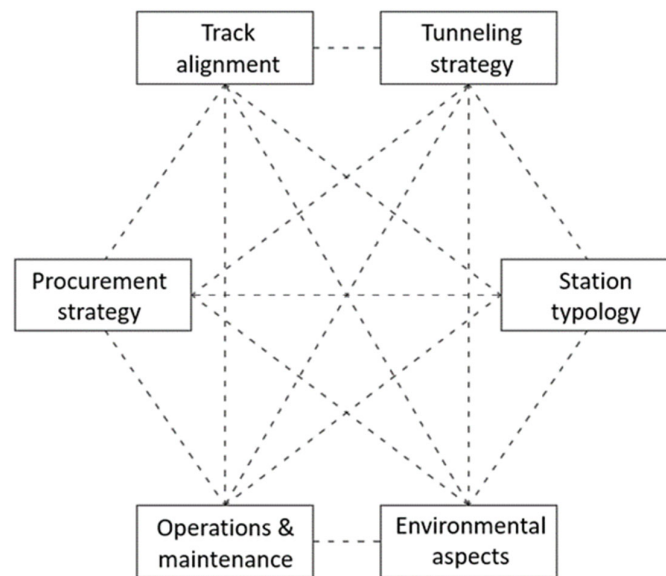 Track
alignment
Tunneling
strategy
Procurement
strategy
Station
typology
Operations &
maintenance
Environmental
aspects